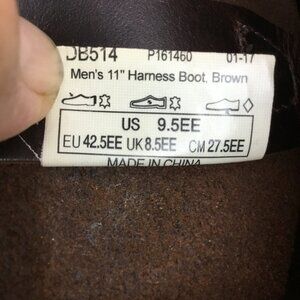 DB514 P161460 01-17
Men's 11" Harness Boot, Brown
US 9.5EE
EU 42.5EE UK 8.5EE CM 27.5EE
MADE IN CHINA